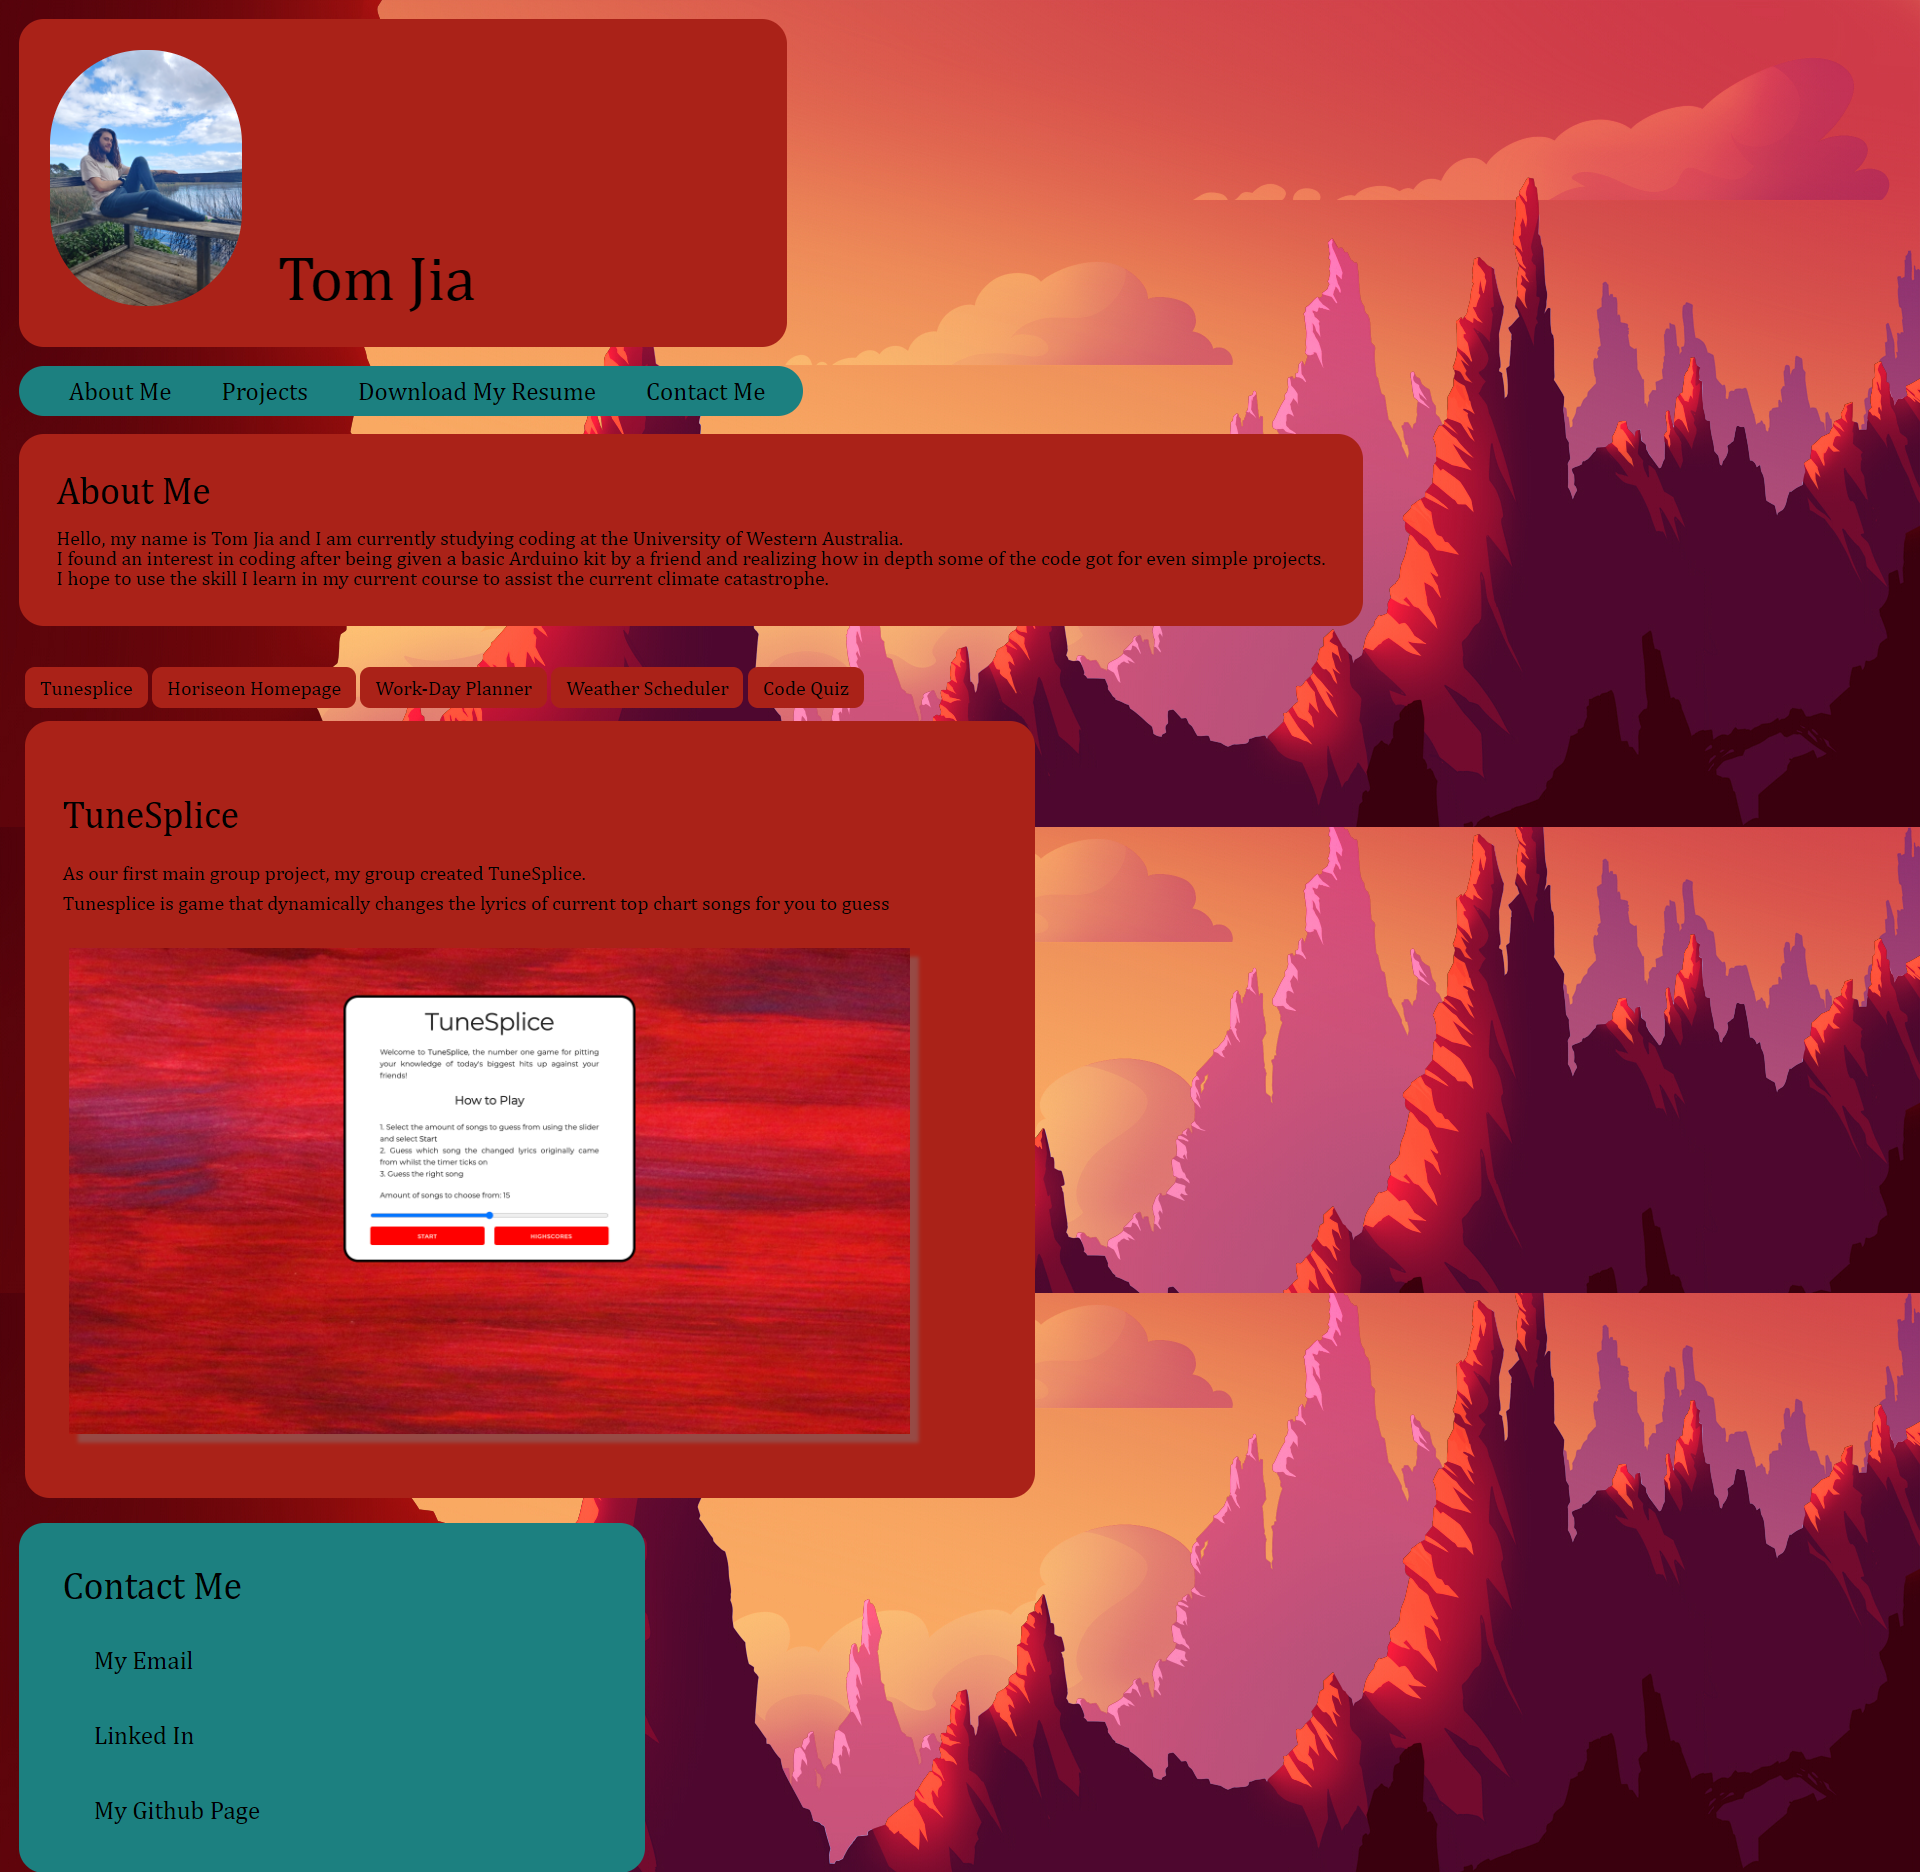 Tom Jia
About Me Projects Download My Resume Contact Me
About Me
Hello, my name is Tom Jia and I am currently studying coding at the University of Western Australia.
I found an interest in coding after being given a basic Arduino kit by a friend and realizing how in depth some of the code got for even simple projects.
I hope to use the skill I learn in my current course to assist the current climate catastrophe.
Tunesplice Horiseon Homepage Work-Day Planner Weather Scheduler Code Quiz
TuneSplice
As our first main group project, my group created TuneSplice.
Tunesplice is game that dynamically changes the lyrics of current top chart songs for you to guess
TuneSplice
Welcome to TuneSplice, the number one game for pitting
your knowledge of today's biggest hits up against your
friends!
How to Play
1. Select the amount of songs to guess from using the slider
and select Start
2. Guess which song the changed lyrics originally came
from whilst the timer ticks on
3. Guess the right song
Amount of songs to choose from: 15
START HIGHSCORES
Contact Me
My Email
Linked In
My Github Page